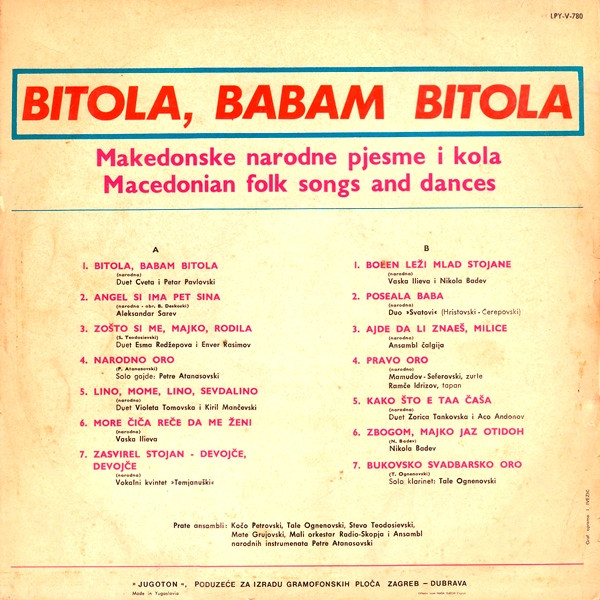 LPY-V-780
BITOLA, BABAM BITOLA
Makedonske narodne pjesme i kola
Macedonian folk songs and dances
A
1. BITOLA, BABAM BITOLA
(narodna)
Duet Cveta i Petar Pavlovski
2. ANGEL SI IMA PET SINA
(narodna - obr. B. Deskoski)
Aleksandar Sarev
3. ZOŠTO SI ME, MAJKO, RODILA
(S. Teodosievski)
Duet Esma Redžepova i Enver Rasimov
4. NARODNO ORO
(P. Atanasovski)
Solo gajde: Petre Atanasovski
5. LINO, MOME, LINO, SEVDALINO
(narodna)
Duet Violeta Tomovska i Kiril Mančevski
6. MORE ČIČA REČE DA ME ŽENI
(narodna)
Vaska Ilieva
7. ZASVIREL STOJAN - DEVOJČE,
DEVOJČE
(narodna)
Vokalni kvintet »Temjanuški«
B
1. BOLEN LEŽI MLAD STOJANE
(narodna)
Vaska Ilieva i Nikola Badev
2. POSEALA BABA
(narodna)
Duo »Svatovi« (Hristovski - Čerepovski)
3. AJDE DA LI ZNAEŠ, MILICE
(narodna)
Ansambl čalgija
4. PRAVO ORO
(narodna)
Mamudov - Seferovski, zurle
Ramče Idrizov, tapan
5. KAKO ŠTO E TAA ČAŠA
(narodna)
Duet Zorica Tankovska i Aco Andonov
6. ZBOGOM, MAJKO JAZ OTIDOH
(N. Badev)
Nikola Badev
7. BUKOVSKO SVADBARSKO ORO
(T. Ognenovski)
Solo klarinet: Tale Ognenovski
Prate ansambli: Kočo Petrovski, Tale Ognenovski, Stevo Teodosievski,
Mate Grujovski, Mali orkestar Radio-Skopja i Ansambl
narodnih instrumenata Petre Atanasovski
»JUGOTON«, PODUZEĆE ZA IZRADU GRAMOFONSKIH PLOČA ZAGREB – DUBRAVA
Made in Yugoslavia